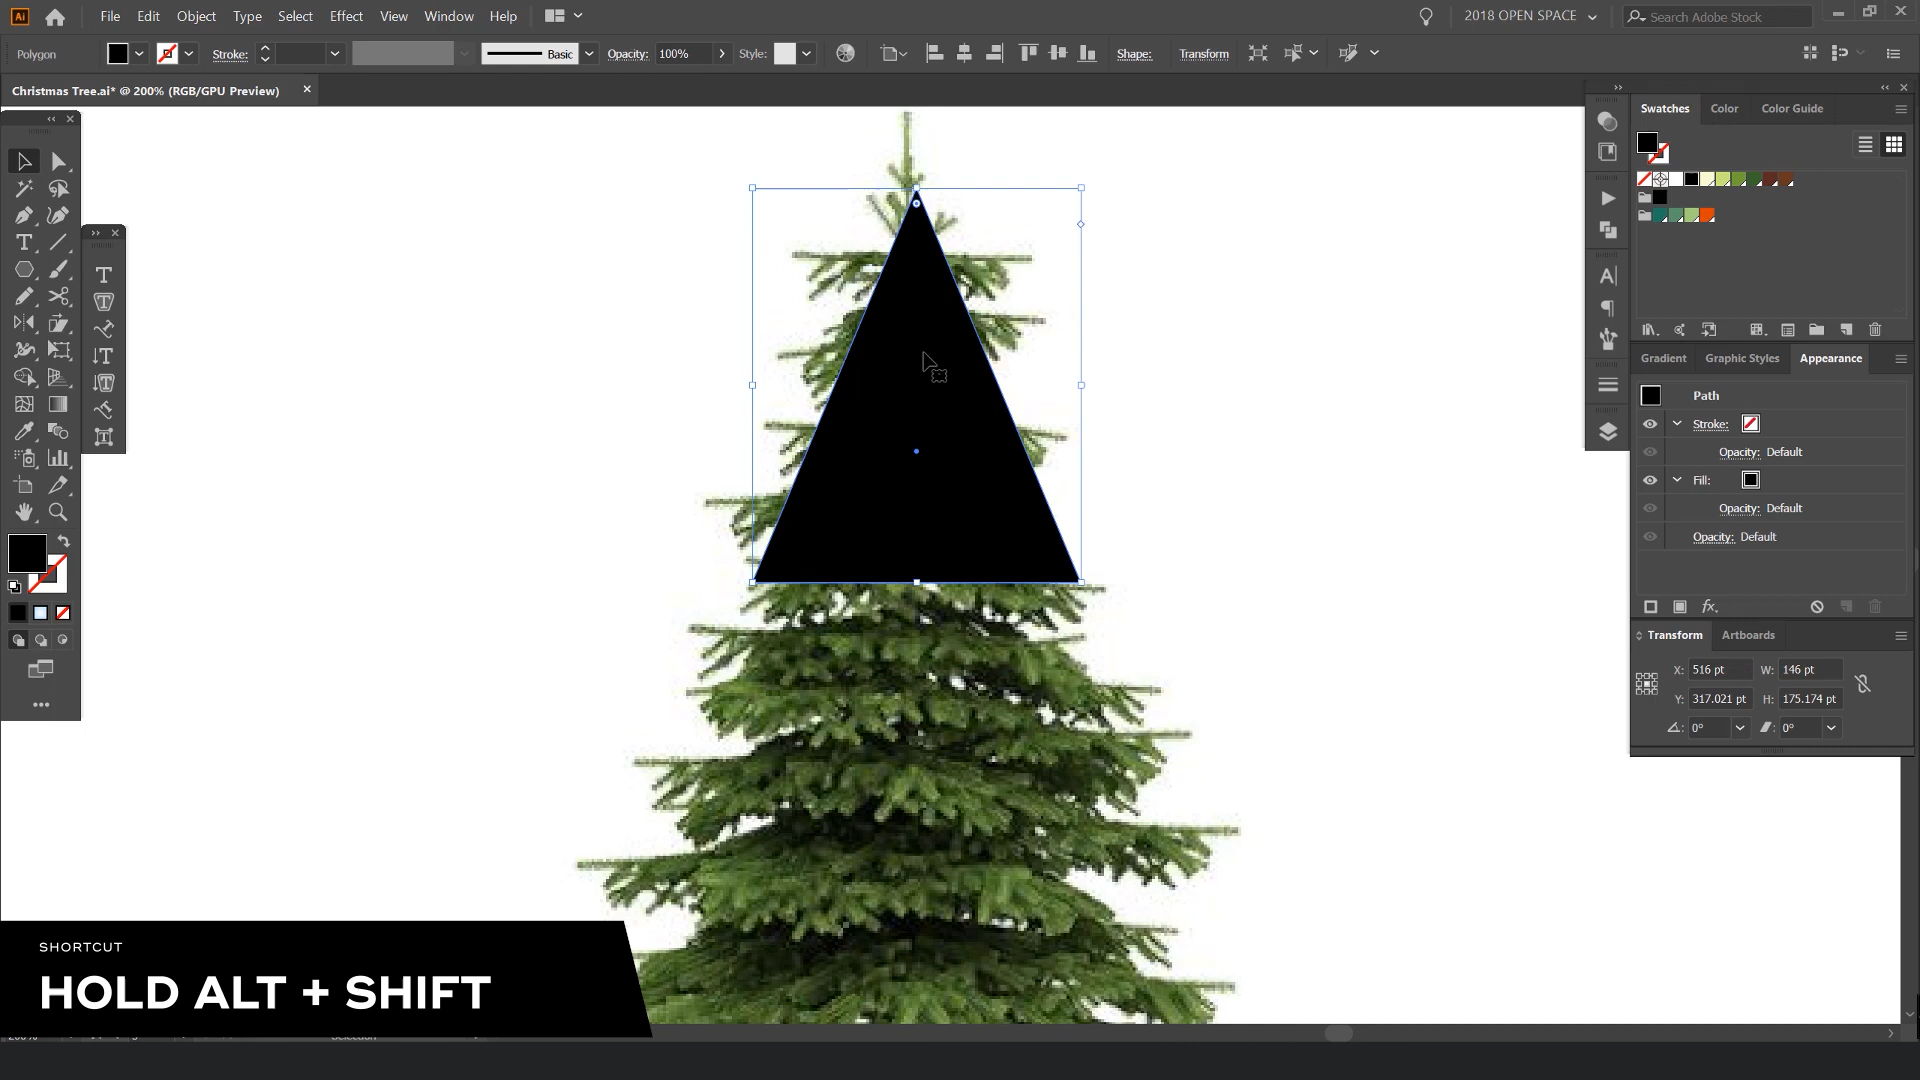 Ai File Edit Object Type Select Effect View Window Help 2018 OPEN SPACE Search Adobe Stock
Polygon Stroke: Basic Opacity: 100% Style: Shape: Transform
Christmas Tree.ai* @ 200% (RGB/GPU Preview)
Swatches Color Color Guide
Gradient Graphic Styles Appearance
Path
Stroke:
Opacity: Default
Fill:
Opacity: Default
Opacity: Default
fx.
Transform Artboards
X: 516 pt W: 146 pt
Y: 317.021 pt H: 175.174 pt
0° 0°
SHORTCUT
HOLD ALT + SHIFT